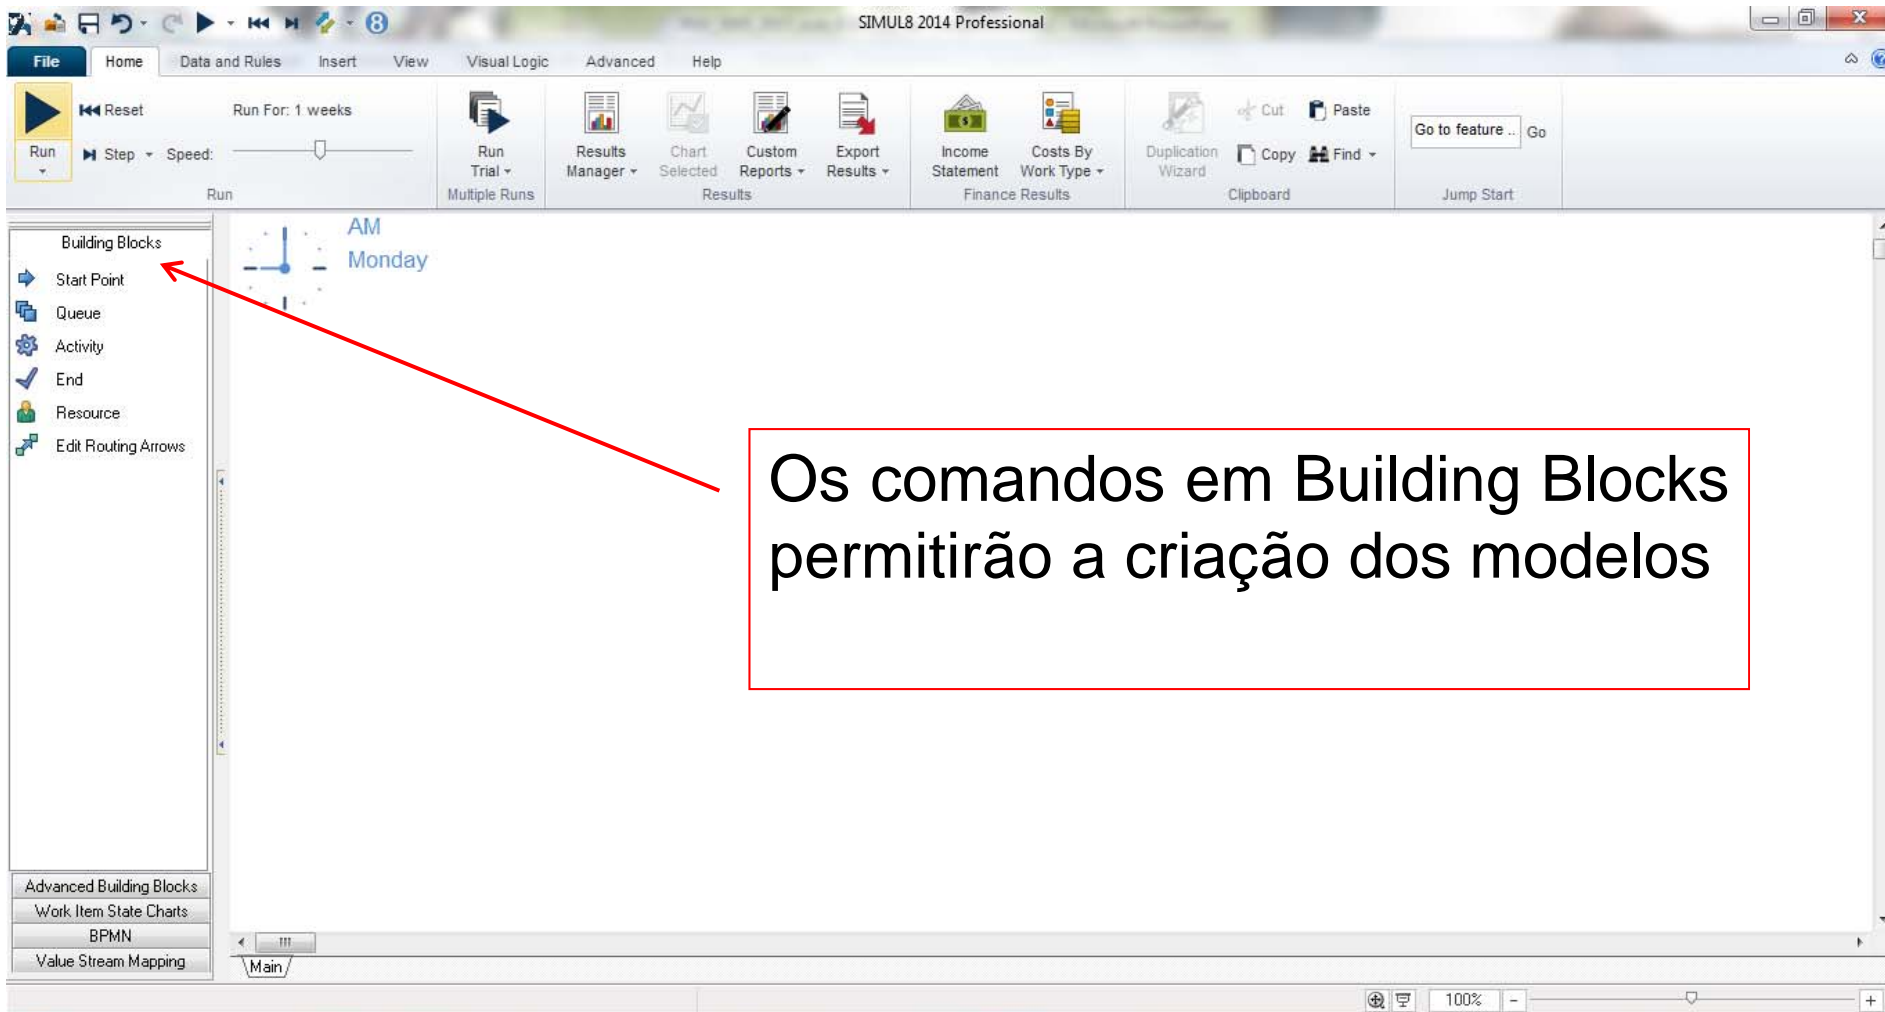 SIMUL8 2014 Professional
File Home Data and Rules Insert View Visual Logic Advanced Help
Run
Reset
Step
Speed:
Run For: 1 weeks
Run
Run
Trial
Multiple Runs
Results
Manager
Chart
Selected
Custom
Reports
Export
Results
Results
Income
Statement
Costs By
Work Type
Finance Results
Duplication
Wizard
Cut
Copy
Paste
Find
Clipboard
Go to feature .. Go
Jump Start
Building Blocks
Start Point
Queue
Activity
End
Resource
Edit Routing Arrows
AM
Monday
Os comandos em Building Blocks
permitirão a criação dos modelos
Advanced Building Blocks
Work Item State Charts
BPMN
Value Stream Mapping
Main
100%